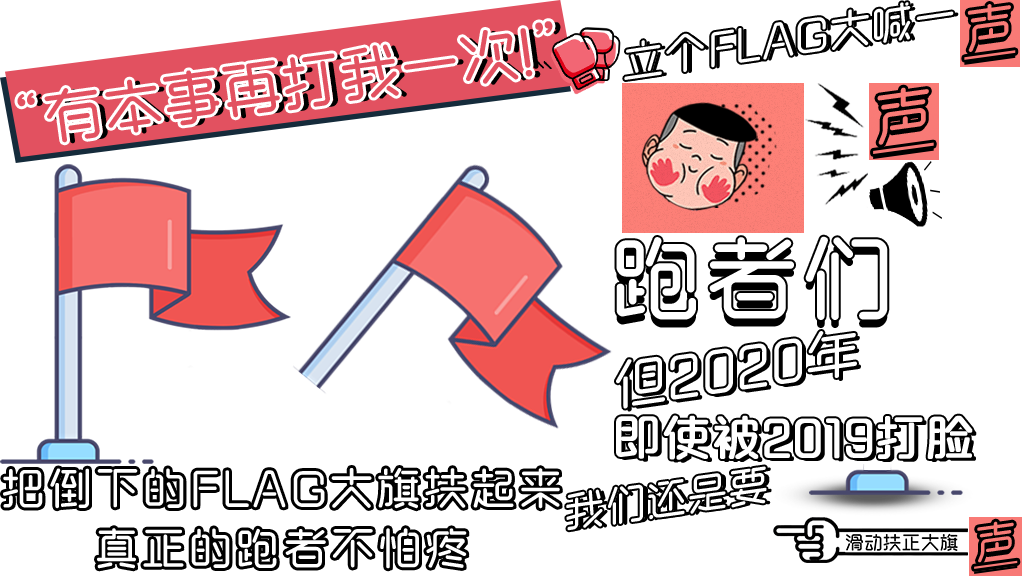 “有本事再打我一次!”
立个FLAG大喊一声
声
跑者们
但2020年
即使被2019打脸
我们还是要
把倒下的FLAG大旗扶起来
真正的跑者不怕疼
滑动扶正大旗
声